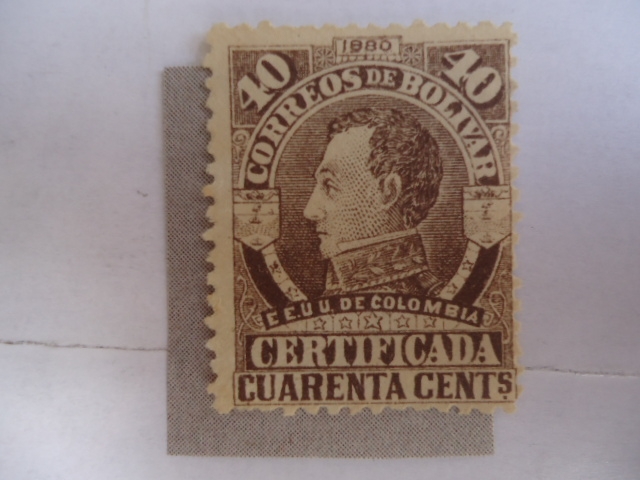 1880
40 40
CORREOS DE BOLIVAR
E E.U U. DE COLOMBIA
CERTIFICADA
CUARENTA CENTS